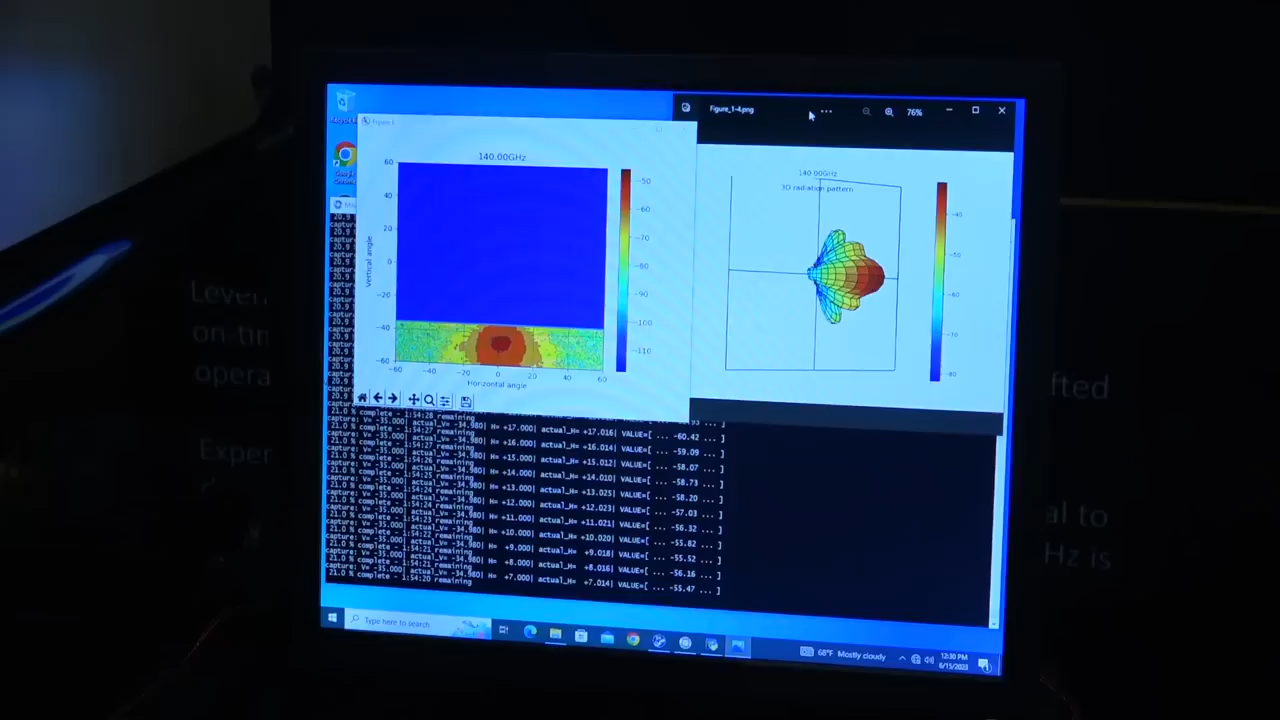 Figure_1-4.png
76%
Figure 1
140.00GHz
60
40
20
0
−20
−40
−60
Vertical angle
−60
−40
−20
0
20
40
60
Horizontal angle
−50
−60
−70
−80
−90
−100
−110
140.00GHz
3D radiation pattern
−40
−50
−60
−70
−80
Google
on-tim
opera
fted
Exper
al to
Hz is
21.0 % complete - 1:54:28 remaining
capture: V= -35.000| actual_V= -34.980| H= +17.000| actual_H= +17.016| VALUE=[ ... -60.42 ... ]
21.0 % complete - 1:54:27 remaining
capture: V= -35.000| actual_V= -34.980| H= +16.000| actual_H= +16.014| VALUE=[ ... -59.09 ... ]
21.0 % complete - 1:54:27 remaining
capture: V= -35.000| actual_V= -34.980| H= +15.000| actual_H= +15.012| VALUE=[ ... -58.07 ... ]
21.0 % complete - 1:54:26 remaining
capture: V= -35.000| actual_V= -34.980| H= +14.000| actual_H= +14.010| VALUE=[ ... -58.73 ... ]
21.0 % complete - 1:54:25 remaining
capture: V= -35.000| actual_V= -34.980| H= +13.000| actual_H= +13.025| VALUE=[ ... -58.20 ... ]
21.0 % complete - 1:54:24 remaining
capture: V= -35.000| actual_V= -34.980| H= +12.000| actual_H= +12.023| VALUE=[ ... -57.03 ... ]
21.0 % complete - 1:54:24 remaining
capture: V= -35.000| actual_V= -34.980| H= +11.000| actual_H= +11.021| VALUE=[ ... -56.32 ... ]
21.0 % complete - 1:54:23 remaining
capture: V= -35.000| actual_V= -34.980| H= +10.000| actual_H= +10.020| VALUE=[ ... -55.82 ... ]
21.0 % complete - 1:54:22 remaining
capture: V= -35.000| actual_V= -34.980| H= +9.000| actual_H= +9.018| VALUE=[ ... -55.52 ... ]
21.0 % complete - 1:54:21 remaining
capture: V= -35.000| actual_V= -34.980| H= +8.000| actual_H= +8.016| VALUE=[ ... -56.16 ... ]
21.0 % complete - 1:54:21 remaining
capture: V= -35.000| actual_V= -34.980| H= +7.000| actual_H= +7.014| VALUE=[ ... -55.47 ... ]
21.0 % complete - 1:54:20 remaining
Type here to search
68°F Mostly cloudy
12:30 PM
6/15/2023